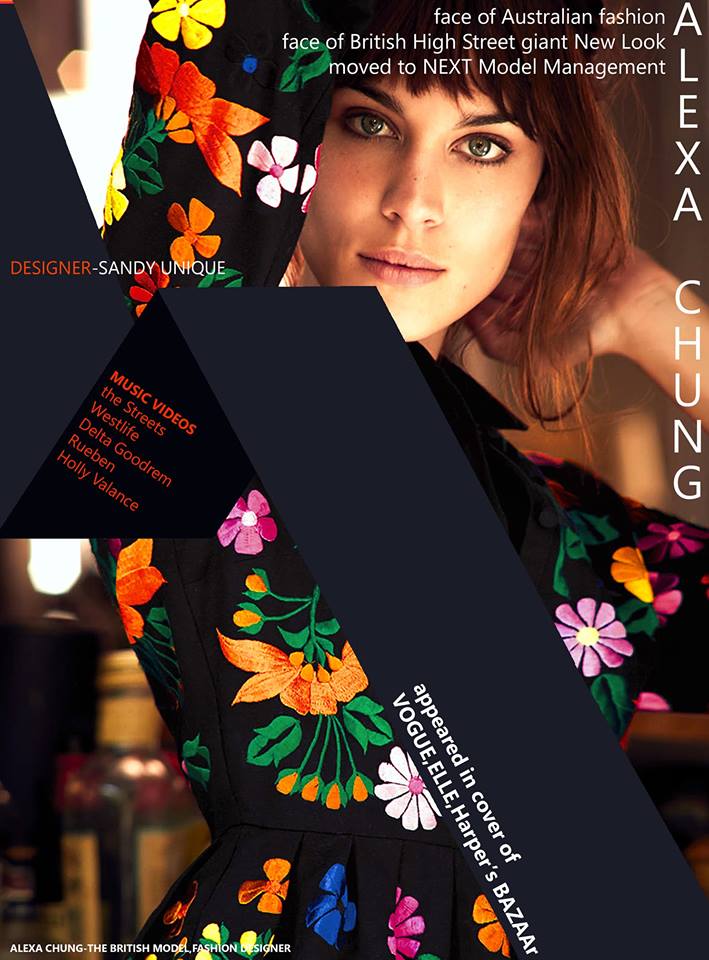 face of Australian fashion
face of British High Street giant New Look
moved to NEXT Model Management
ALEXA CHUNG
DESIGNER-SANDY UNIQUE
MUSIC VIDEOS
the Streets
Westlife
Delta Goodrem
Rueben
Holly Valance
appeared in cover of
VOGUE,ELLE,Harper's BAZAAr
ALEXA CHUNG-THE BRITISH MODEL,FASHION DESIGNER